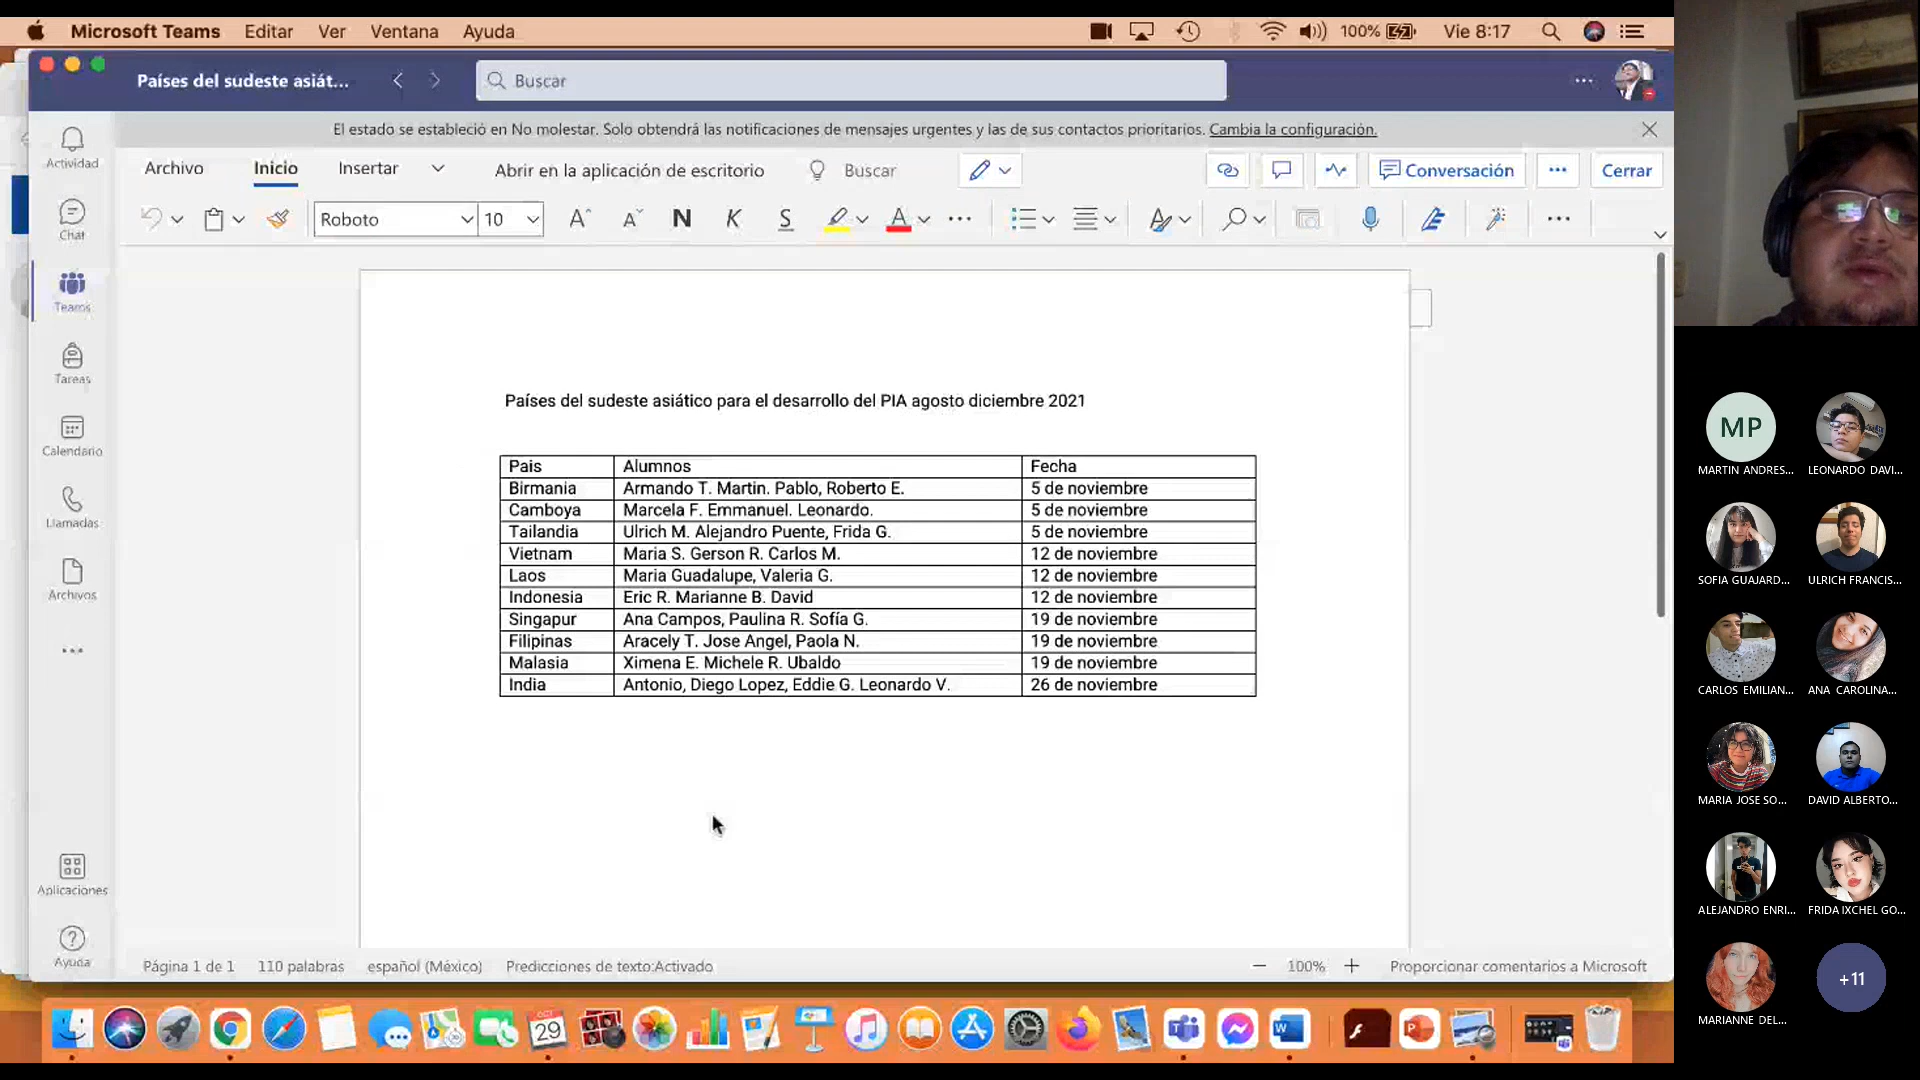 Microsoft Teams Editar Ver Ventana Ayuda 100% Vie 8:17
Países del sudeste asiát... Buscar
El estado se estableció en No molestar. Solo obtendrá las notificaciones de mensajes urgentes y las de sus contactos prioritarios. Cambia la configuración.
Archivo Inicio Insertar Abrir en la aplicación de escritorio Buscar Conversación Cerrar
Roboto 10 N K S
Actividad
Chat
Teams
Tareas
Calendario
Llamadas
Archivos
Aplicaciones
Ayuda
Países del sudeste asiático para el desarrollo del PIA agosto diciembre 2021
Pais Alumnos Fecha
Birmania Armando T. Martin. Pablo, Roberto E. 5 de noviembre
Camboya Marcela F. Emmanuel. Leonardo. 5 de noviembre
Tailandia Ulrich M. Alejandro Puente, Frida G. 5 de noviembre
Vietnam Maria S. Gerson R. Carlos M. 12 de noviembre
Laos Maria Guadalupe, Valeria G. 12 de noviembre
Indonesia Eric R. Marianne B. David 12 de noviembre
Singapur Ana Campos, Paulina R. Sofía G. 19 de noviembre
Filipinas Aracely T. Jose Angel, Paola N. 19 de noviembre
Malasia Ximena E. Michele R. Ubaldo 19 de noviembre
India Antonio, Diego Lopez, Eddie G. Leonardo V. 26 de noviembre
Página 1 de 1 110 palabras español (México) Predicciones de texto:Activado 100% Proporcionar comentarios a Microsoft
OCT
29
MP
MARTIN ANDRES... LEONARDO DAVI...
SOFIA GUAJARD... ULRICH FRANCIS...
CARLOS EMILIAN... ANA CAROLINA...
MARIA JOSE SO... DAVID ALBERTO...
ALEJANDRO ENRI... FRIDA IXCHEL GO...
+11
MARIANNE DEL...